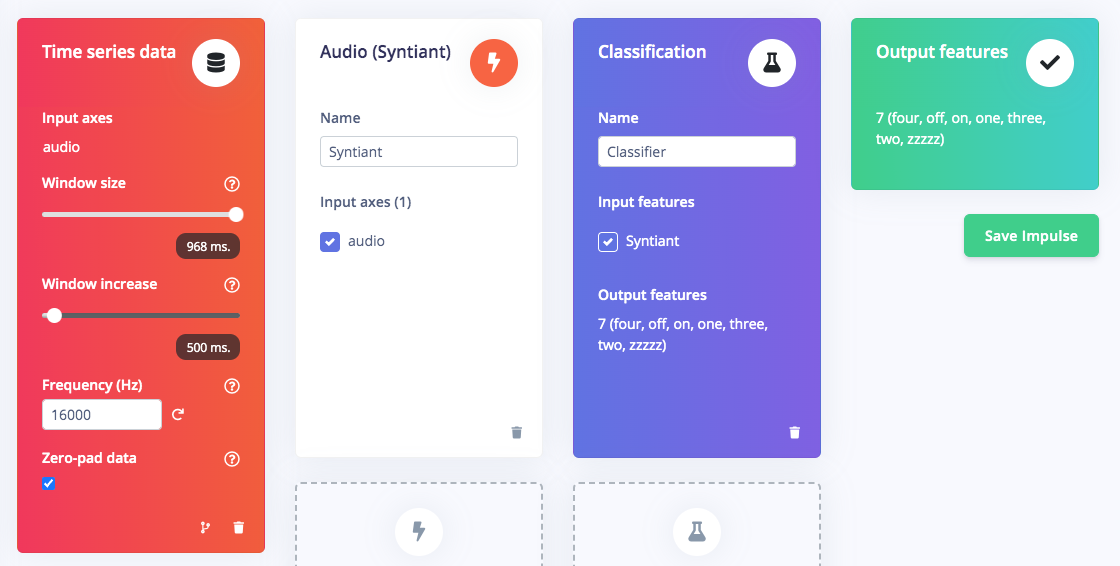 Time series data
Input axes
audio
Window size
968 ms.
Window increase
500 ms.
Frequency (Hz)
16000
Zero-pad data
Audio (Syntiant)
Name
Syntiant
Input axes (1)
audio
Classification
Name
Classifier
Input features
Syntiant
Output features
7 (four, off, on, one, three,
two, zzzzz)
Output features
7 (four, off, on, one, three,
two, zzzzz)
Save Impulse